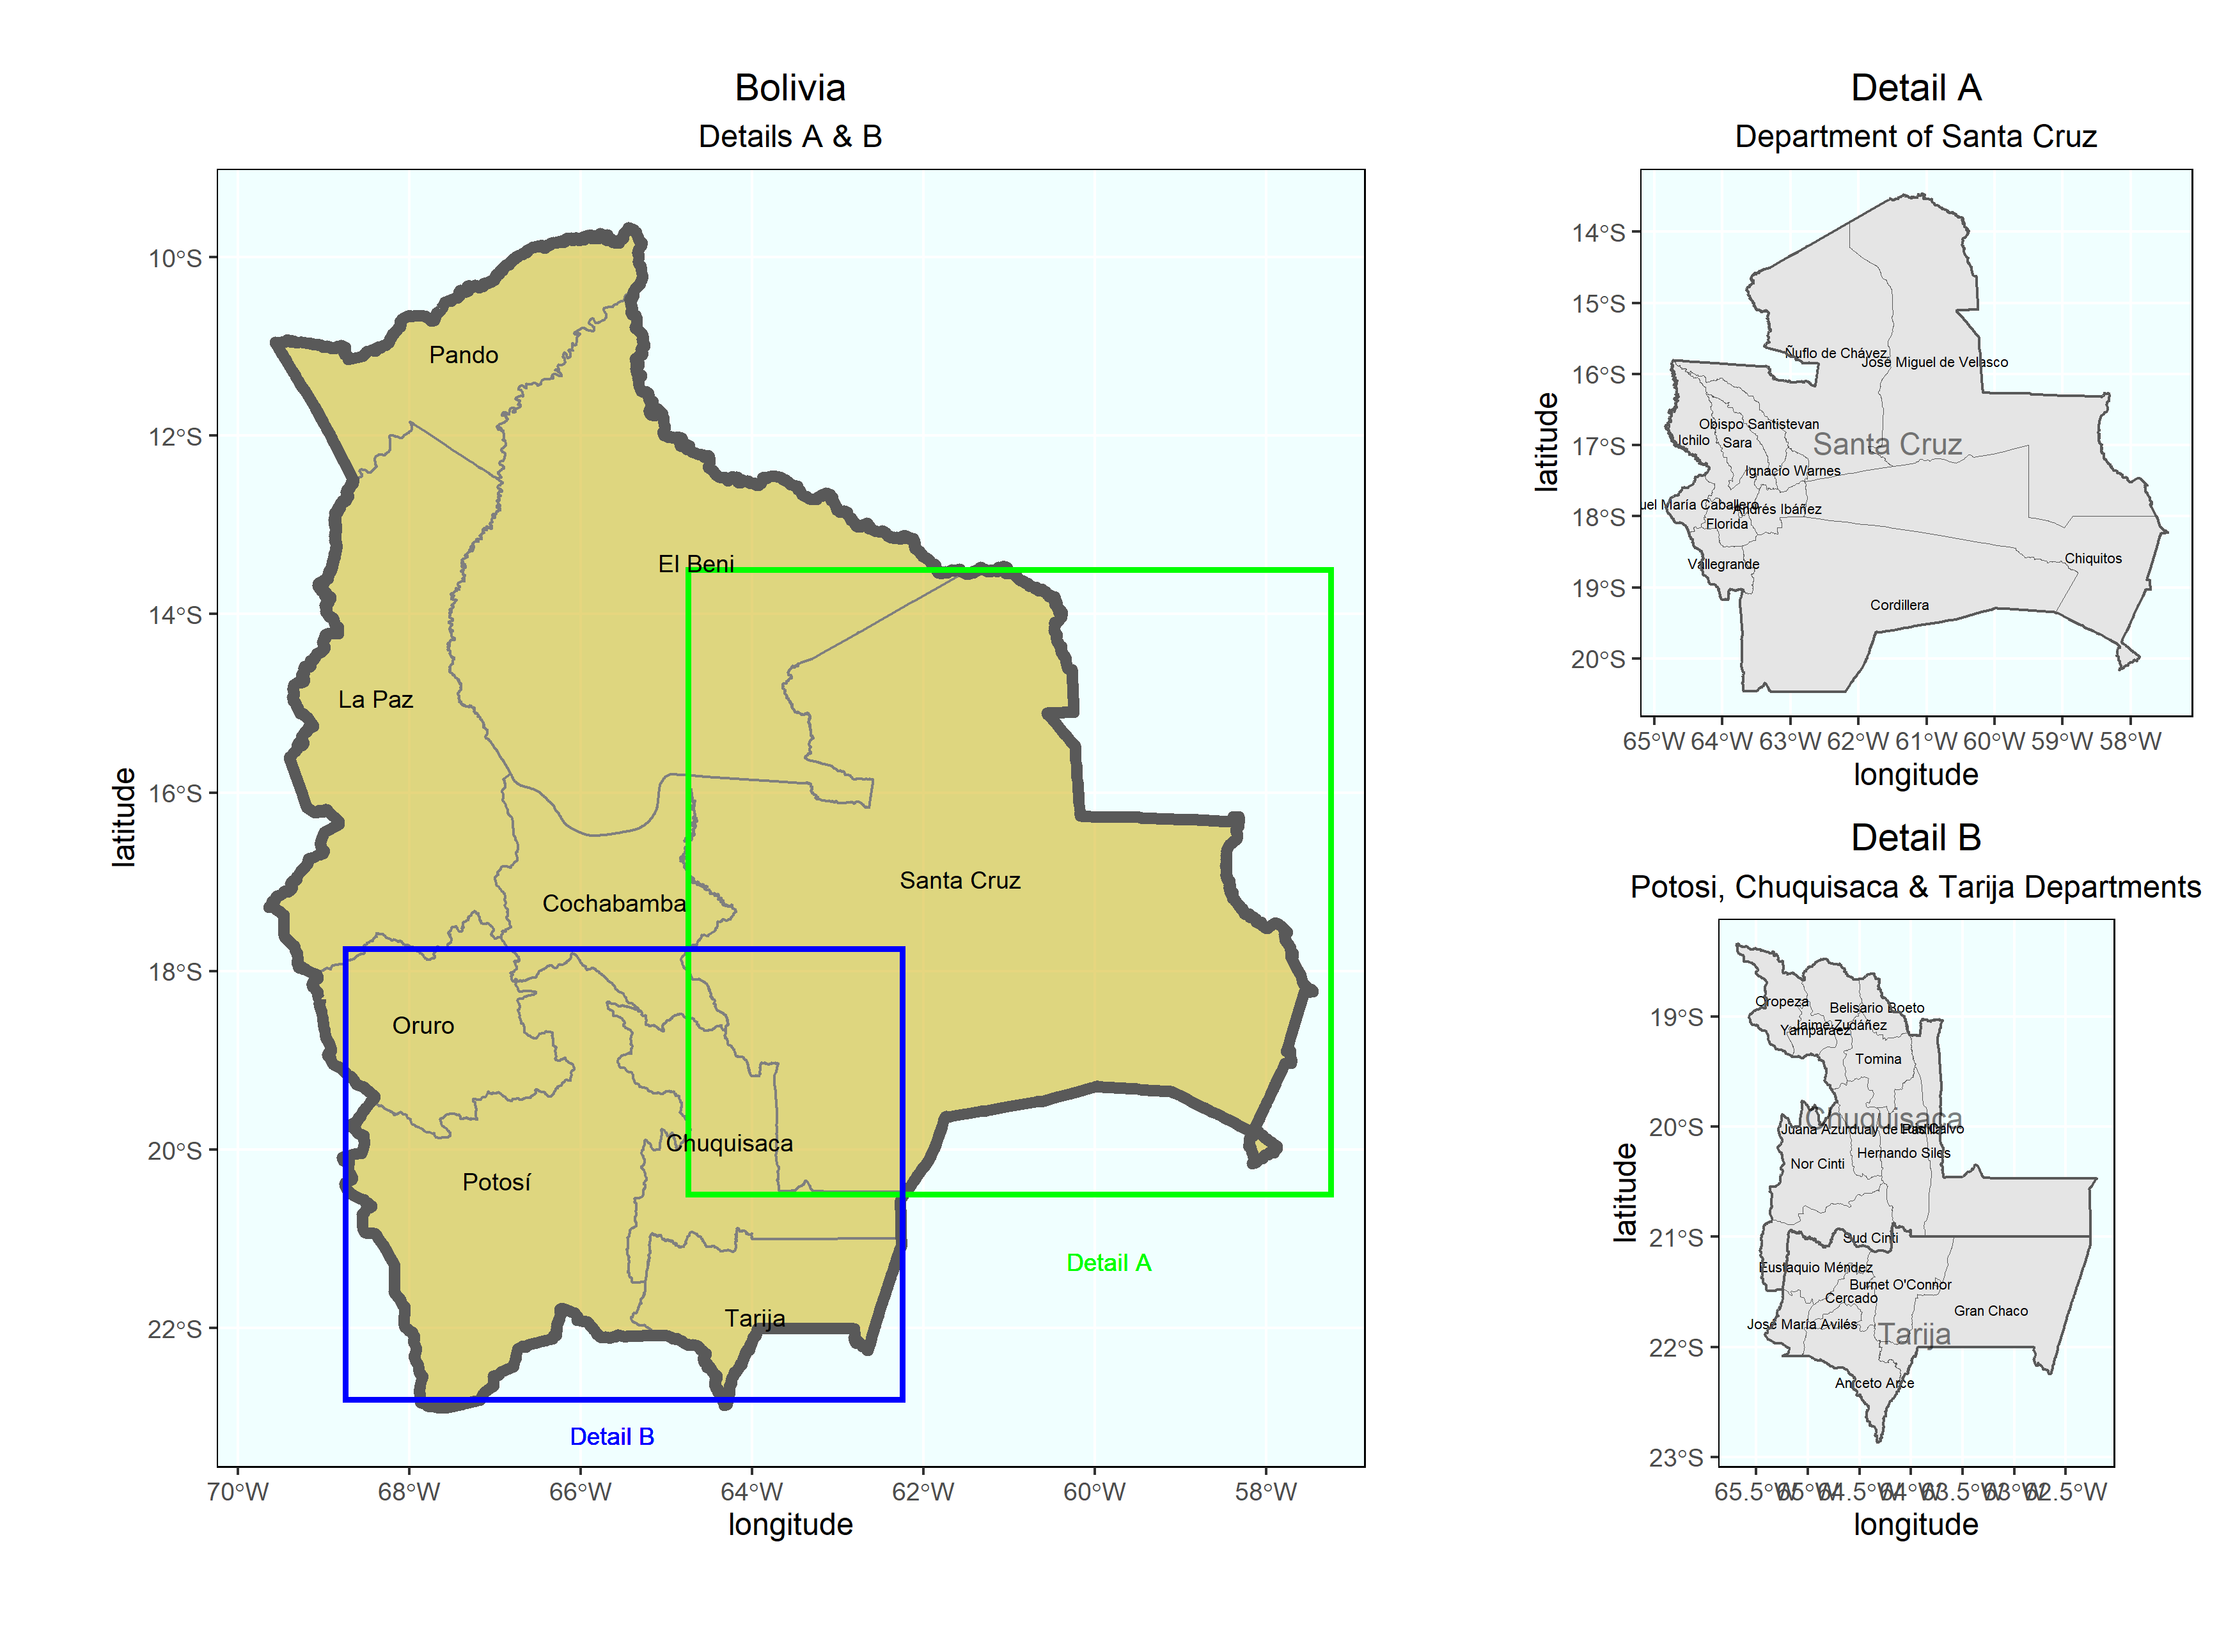 Bolivia
Details A & B
latitude
10°S
12°S
14°S
16°S
18°S
20°S
22°S
Pando
El Beni
La Paz
Santa Cruz
Cochabamba
Oruro
Chuquisaca
Potosí
Detail A
Tarija
Detail B
70°W 68°W 66°W 64°W 62°W 60°W 58°W
longitude
Detail A
Department of Santa Cruz
latitude
14°S
15°S
16°S
17°S
18°S
19°S
20°S
Ñuflo de Chávez
José Miguel de Velasco
Obispo Santistevan
Ichilo
Sara
Santa Cruz
Ignacio Warnes
uel María Caballero
Andrés Ibáñez
Florida
Chiquitos
Vallegrande
Cordillera
65°W 64°W 63°W 62°W 61°W 60°W 59°W 58°W
longitude
Detail B
Potosi, Chuquisaca & Tarija Departments
latitude
19°S
20°S
21°S
22°S
23°S
Oropeza
Belisario Boeto
Jaime Zudáñez
Yamparáez
Tomina
Chuquisaca
Juana Azurduy de Padilla
Luis Calvo
Hernando Siles
Nor Cinti
Sud Cinti
Eustaquio Méndez
Burnet O'Connor
Cercado
Gran Chaco
José María Avilés
Tarija
Aniceto Arce
65.5°W 65°W 64.5°W 64°W 63.5°W 63°W 62.5°W
longitude